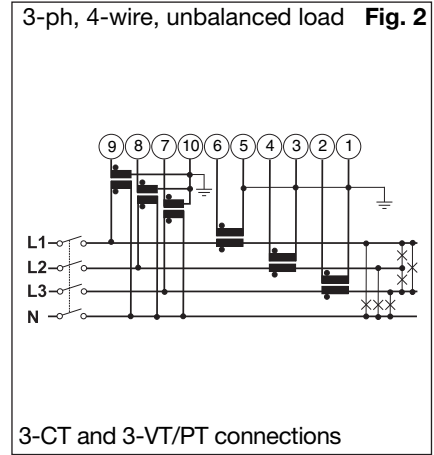 3-ph, 4-wire, unbalanced load Fig. 2
9 8 7 10 6 5 4 3 2 1
L1
L2
L3
N
3-CT and 3-VT/PT connections